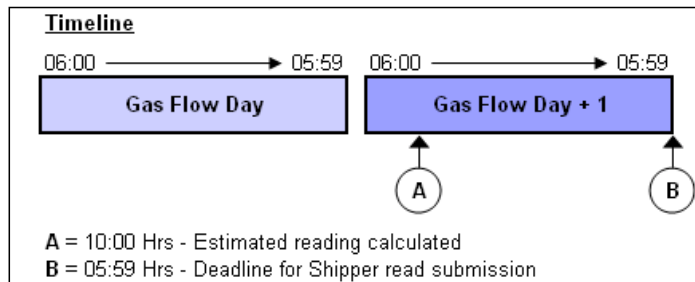 Timeline
06:00 05:59 06:00 05:59
Gas Flow Day Gas Flow Day + 1
A B
A = 10:00 Hrs - Estimated reading calculated
B = 05:59 Hrs - Deadline for Shipper read submission